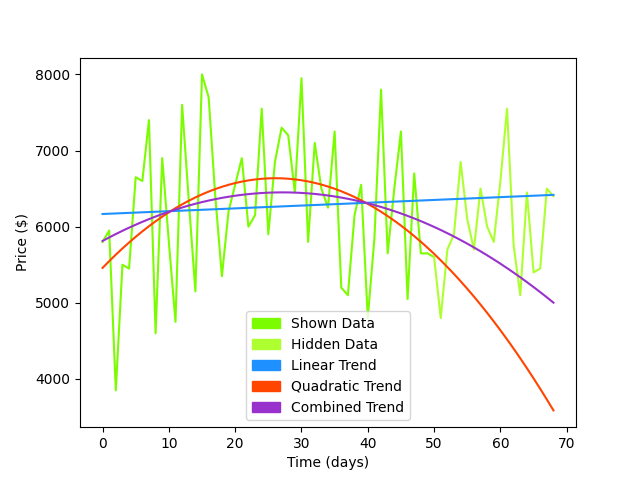 8000
7000
6000
5000
4000
Price ($)
Shown Data
Hidden Data
Linear Trend
Quadratic Trend
Combined Trend
0 10 20 30 40 50 60 70
Time (days)